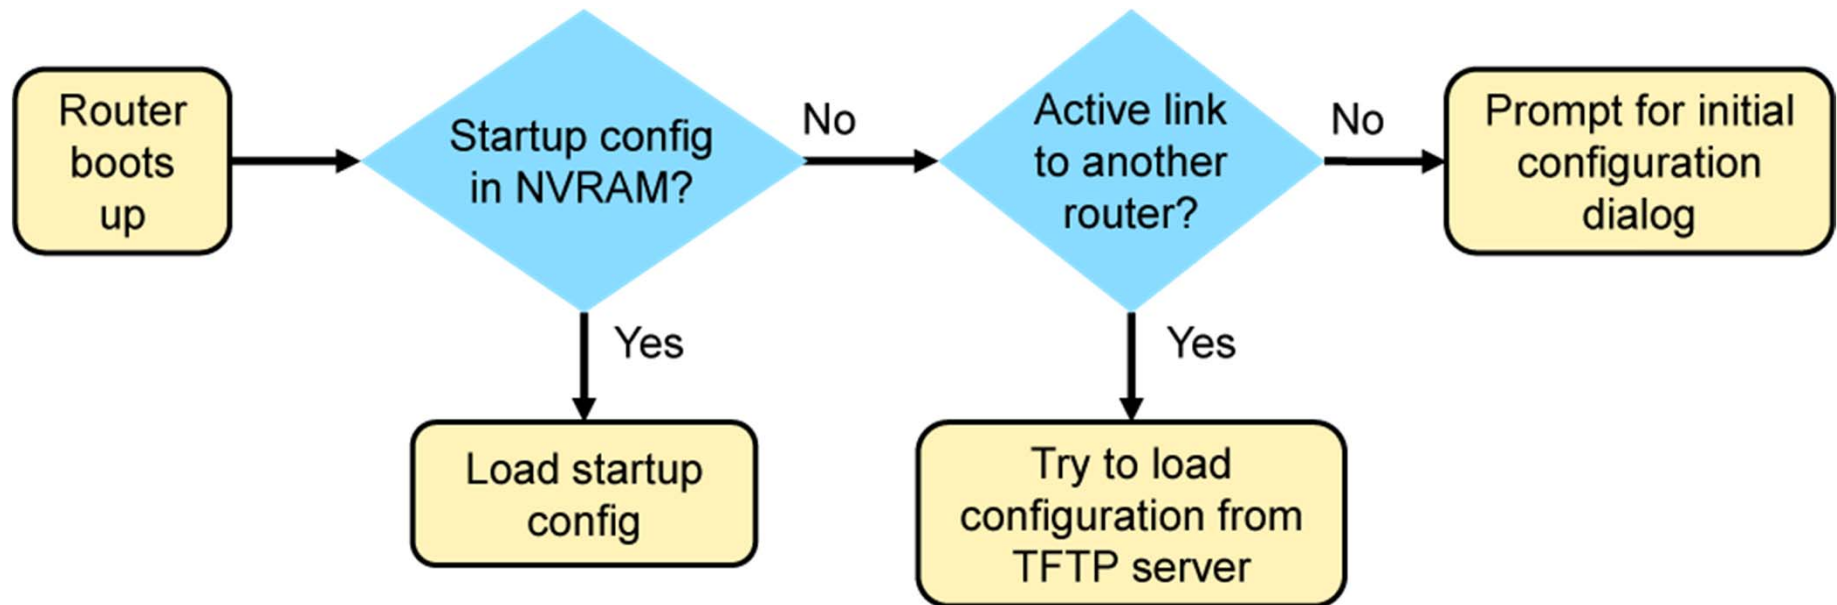 Router
boots
up
Startup config
in NVRAM?
No
Active link
to another
router?
No
Prompt for initial
configuration
dialog
Yes
Yes
Load startup
config
Try to load
configuration from
TFTP server